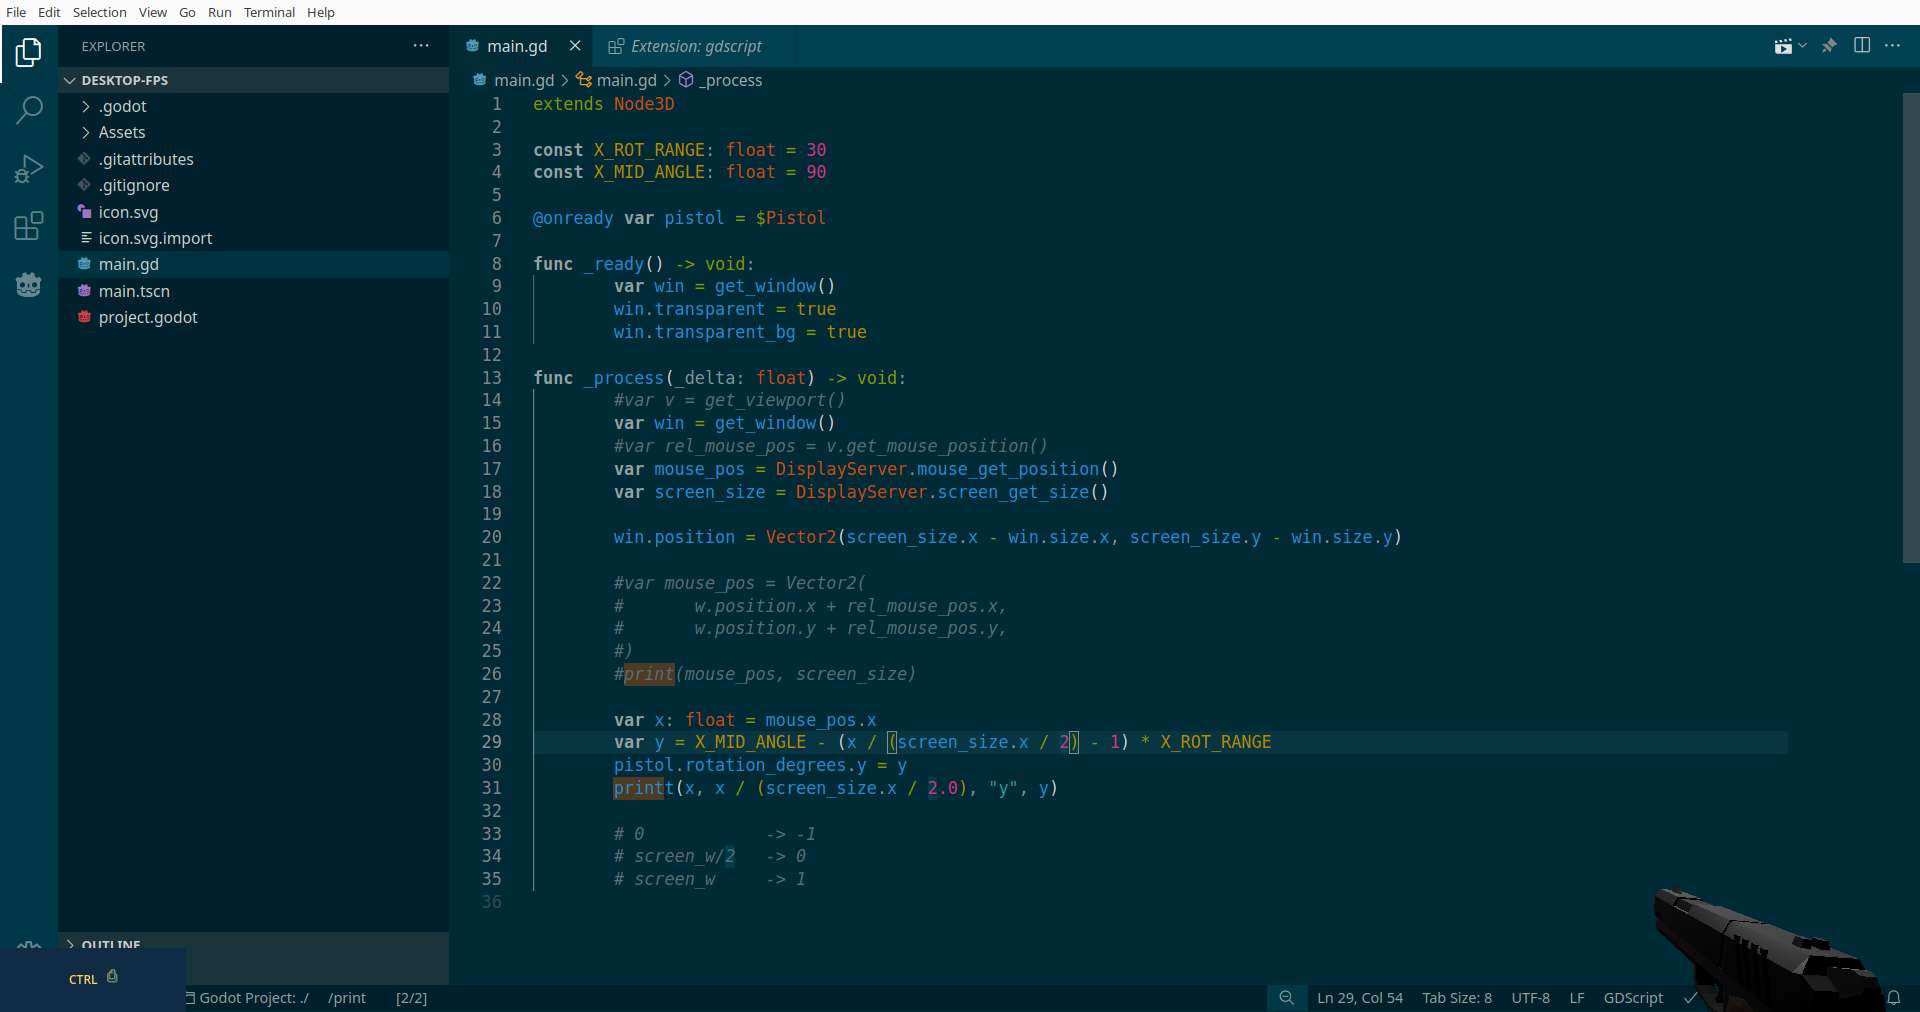 File Edit Selection View Go Run Terminal Help
EXPLORER
DESKTOP-FPS
.godot
Assets
.gitattributes
.gitignore
icon.svg
icon.svg.import
main.gd
main.tscn
project.godot
OUTLINE
CTRL
main.gd
Extension: gdscript
main.gd > main.gd > _process
1 extends Node3D
2
3 const X_ROT_RANGE: float = 30
4 const X_MID_ANGLE: float = 90
5
6 @onready var pistol = $Pistol
7
8 func _ready() -> void:
9 var win = get_window()
10 win.transparent = true
11 win.transparent_bg = true
12
13 func _process(_delta: float) -> void:
14 #var v = get_viewport()
15 var win = get_window()
16 #var rel_mouse_pos = v.get_mouse_position()
17 var mouse_pos = DisplayServer.mouse_get_position()
18 var screen_size = DisplayServer.screen_get_size()
19
20 win.position = Vector2(screen_size.x - win.size.x, screen_size.y - win.size.y)
21
22 #var mouse_pos = Vector2(
23 # w.position.x + rel_mouse_pos.x,
24 # w.position.y + rel_mouse_pos.y,
25 #)
26 #print(mouse_pos, screen_size)
27
28 var x: float = mouse_pos.x
29 var y = X_MID_ANGLE - (x / (screen_size.x / 2) - 1) * X_ROT_RANGE
30 pistol.rotation_degrees.y = y
31 printt(x, x / (screen_size.x / 2.0), "y", y)
32
33 # 0 -> -1
34 # screen_w/2 -> 0
35 # screen_w -> 1
36
Godot Project: ./ /print [2/2] Ln 29, Col 54 Tab Size: 8 UTF-8 LF GDScript